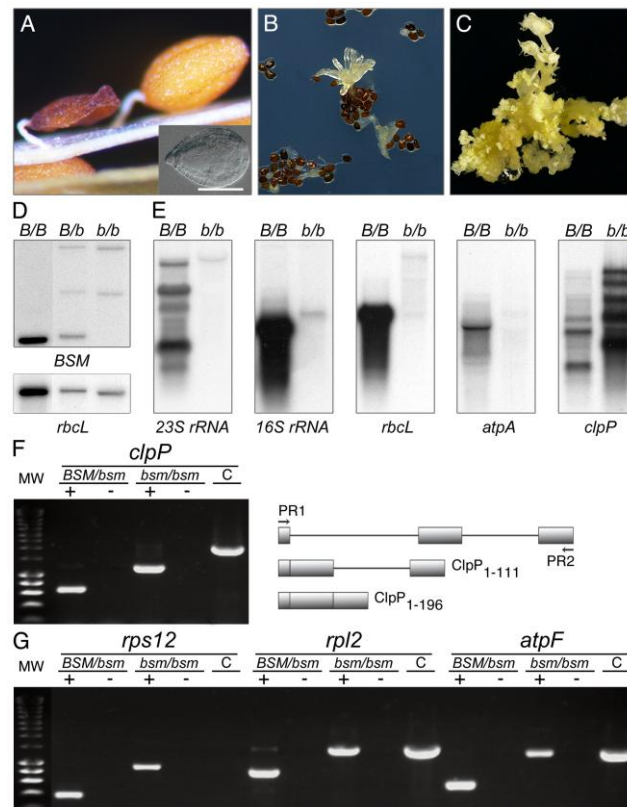 A B C
D E
B/B B/b b/b B/B b/b B/B b/b B/B b/b B/B b/b B/B b/b
BSM
rbcL 23S rRNA 16S rRNA rbcL atpA clpP
F clpP
MW BSM/bsm bsm/bsm C
+ - + -
PR1
PR2
ClpP1-111
ClpP1-196
G rps12 rpl2 atpF
MW BSM/bsm bsm/bsm C BSM/bsm bsm/bsm C BSM/bsm bsm/bsm C
+ - + - + - + - + - + -